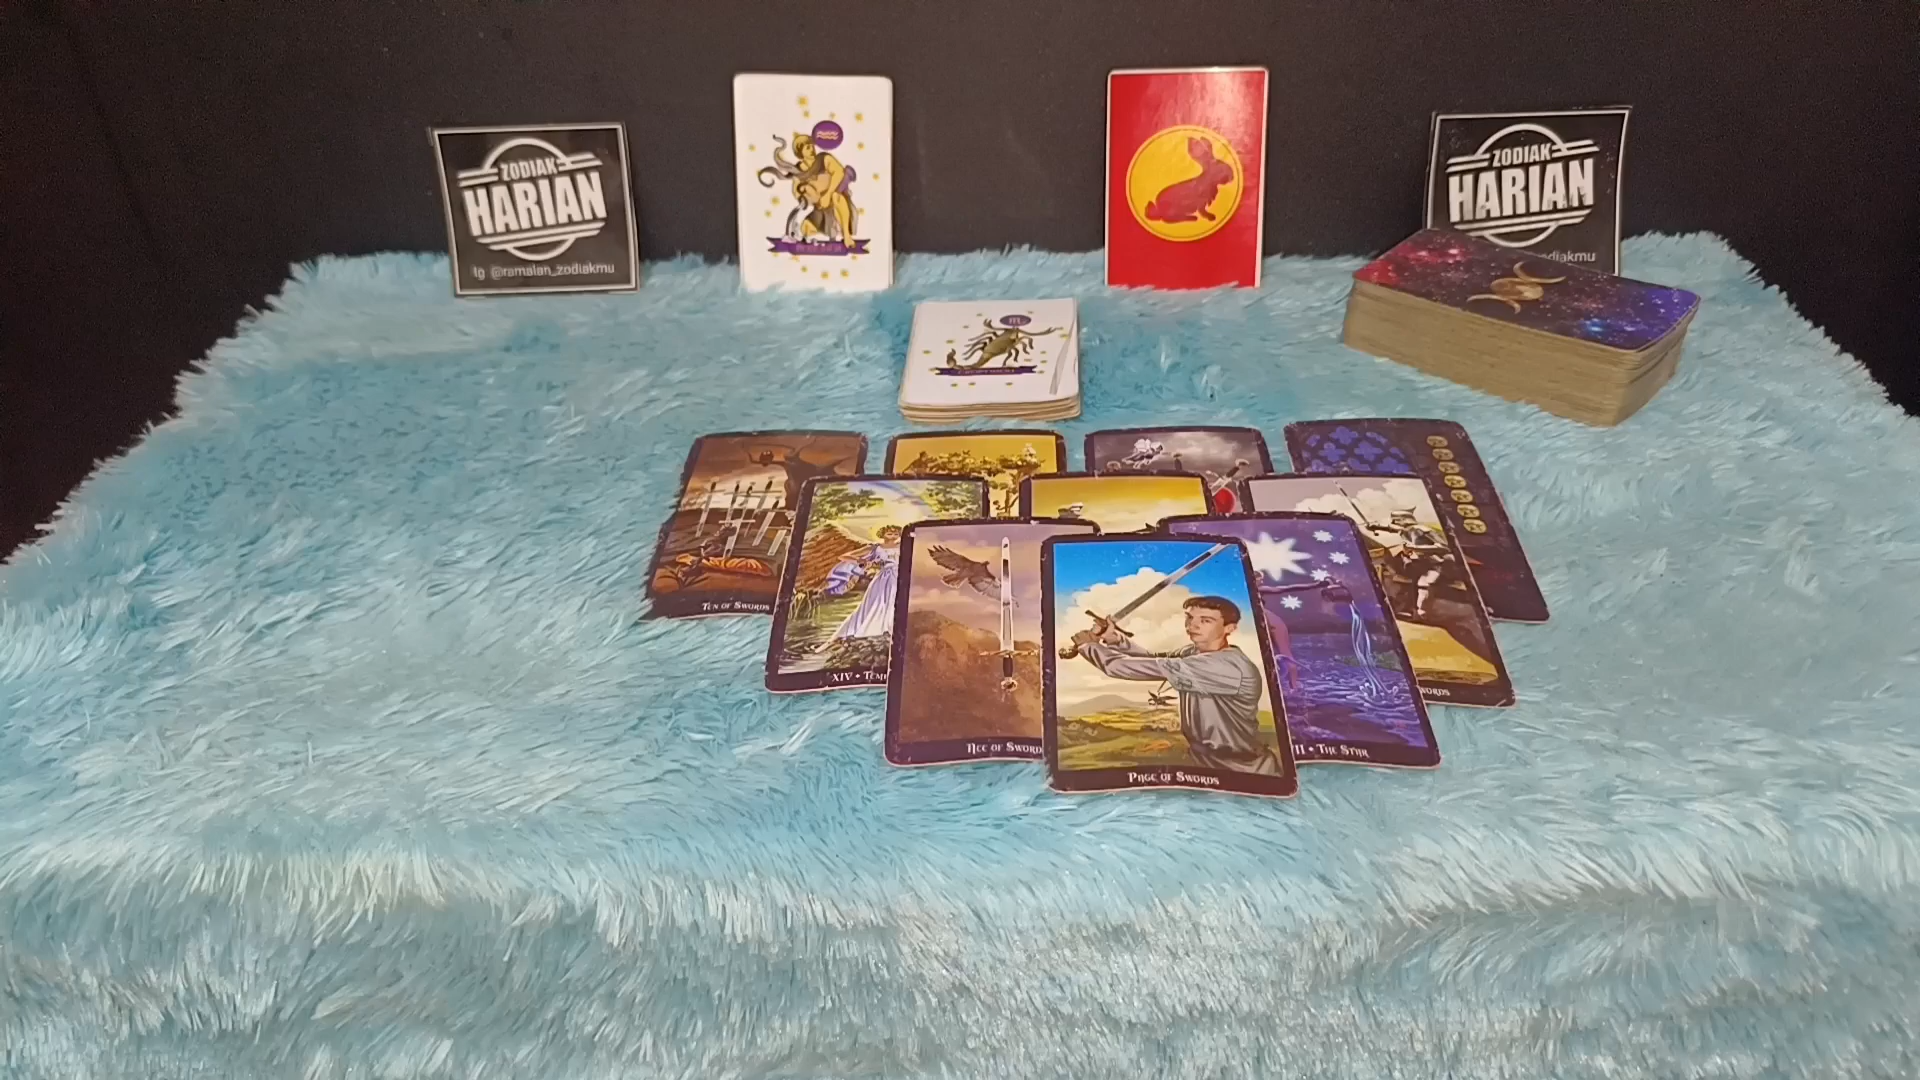 ZODIAK
HARIAN
Ig @ramalan_zodiakmu
ZODIAK
HARIAN
odiakmu
TEN OF SWORDS
XIV • TEM
ACE OF SWORD
PAGE OF SWORDS
II • THE STAR
WORDS